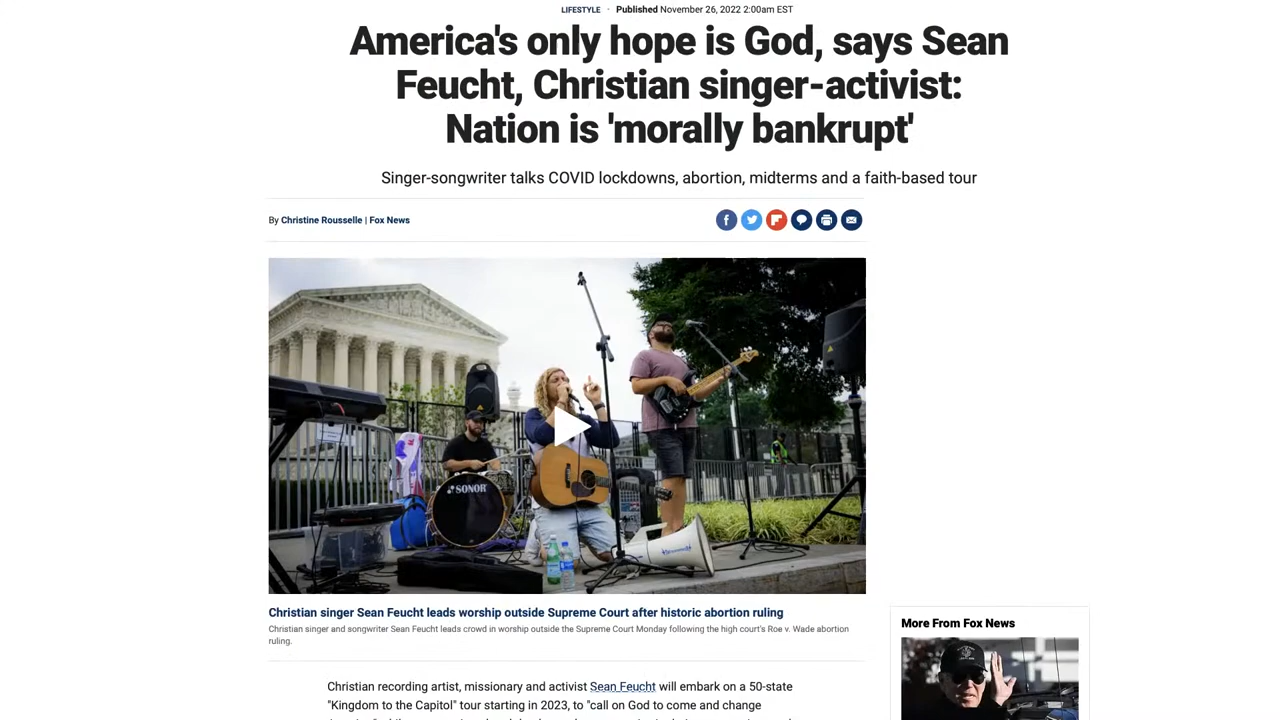 LIFESTYLE · Published November 26, 2022 2:00am EST
America's only hope is God, says Sean
Feucht, Christian singer-activist:
Nation is 'morally bankrupt'
Singer-songwriter talks COVID lockdowns, abortion, midterms and a faith-based tour
By Christine Rousselle | Fox News
SONOR
Christian singer Sean Feucht leads worship outside Supreme Court after historic abortion ruling
Christian singer and songwriter Sean Feucht leads crowd in worship outside the Supreme Court Monday following the high court's Roe v. Wade abortion
ruling.
More From Fox News
Christian recording artist, missionary and activist Sean Feucht will embark on a 50-state
"Kingdom to the Capitol" tour starting in 2023, to "call on God to come and change